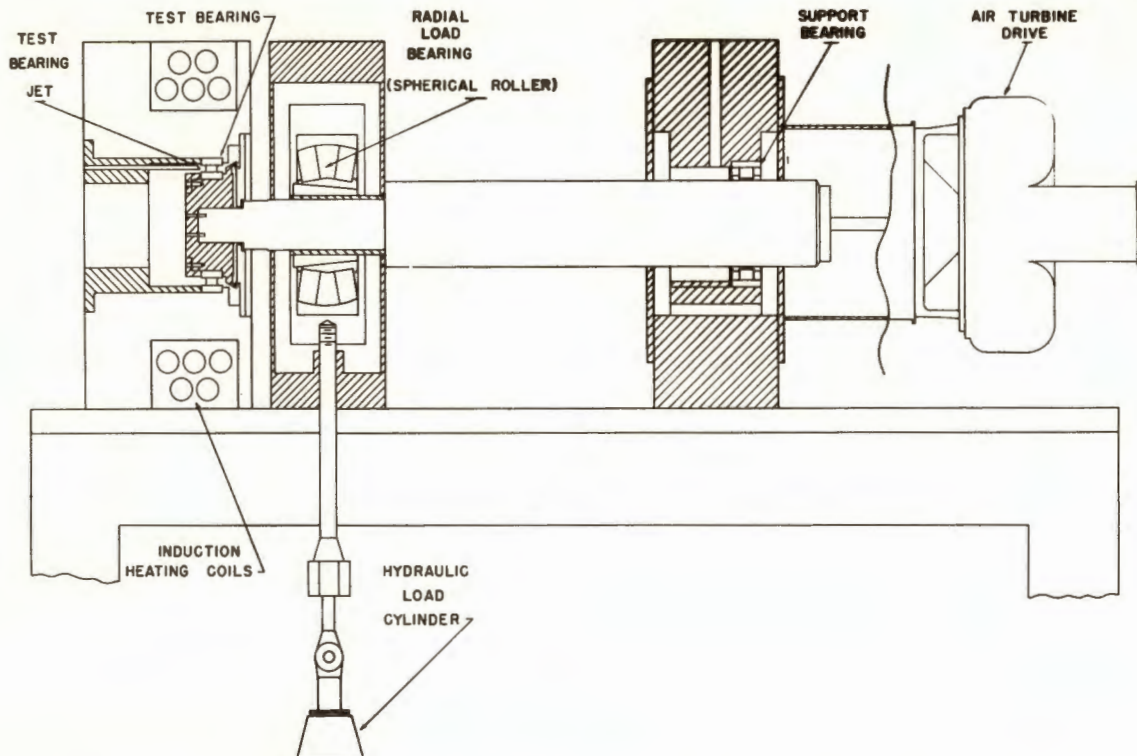 TEST BEARING
TEST
BEARING
JET
RADIAL
LOAD
BEARING
(SPHERICAL ROLLER)
SUPPORT
BEARING
AIR TURBINE
DRIVE
INDUCTION
HEATING COILS
HYDRAULIC
LOAD
CYLINDER